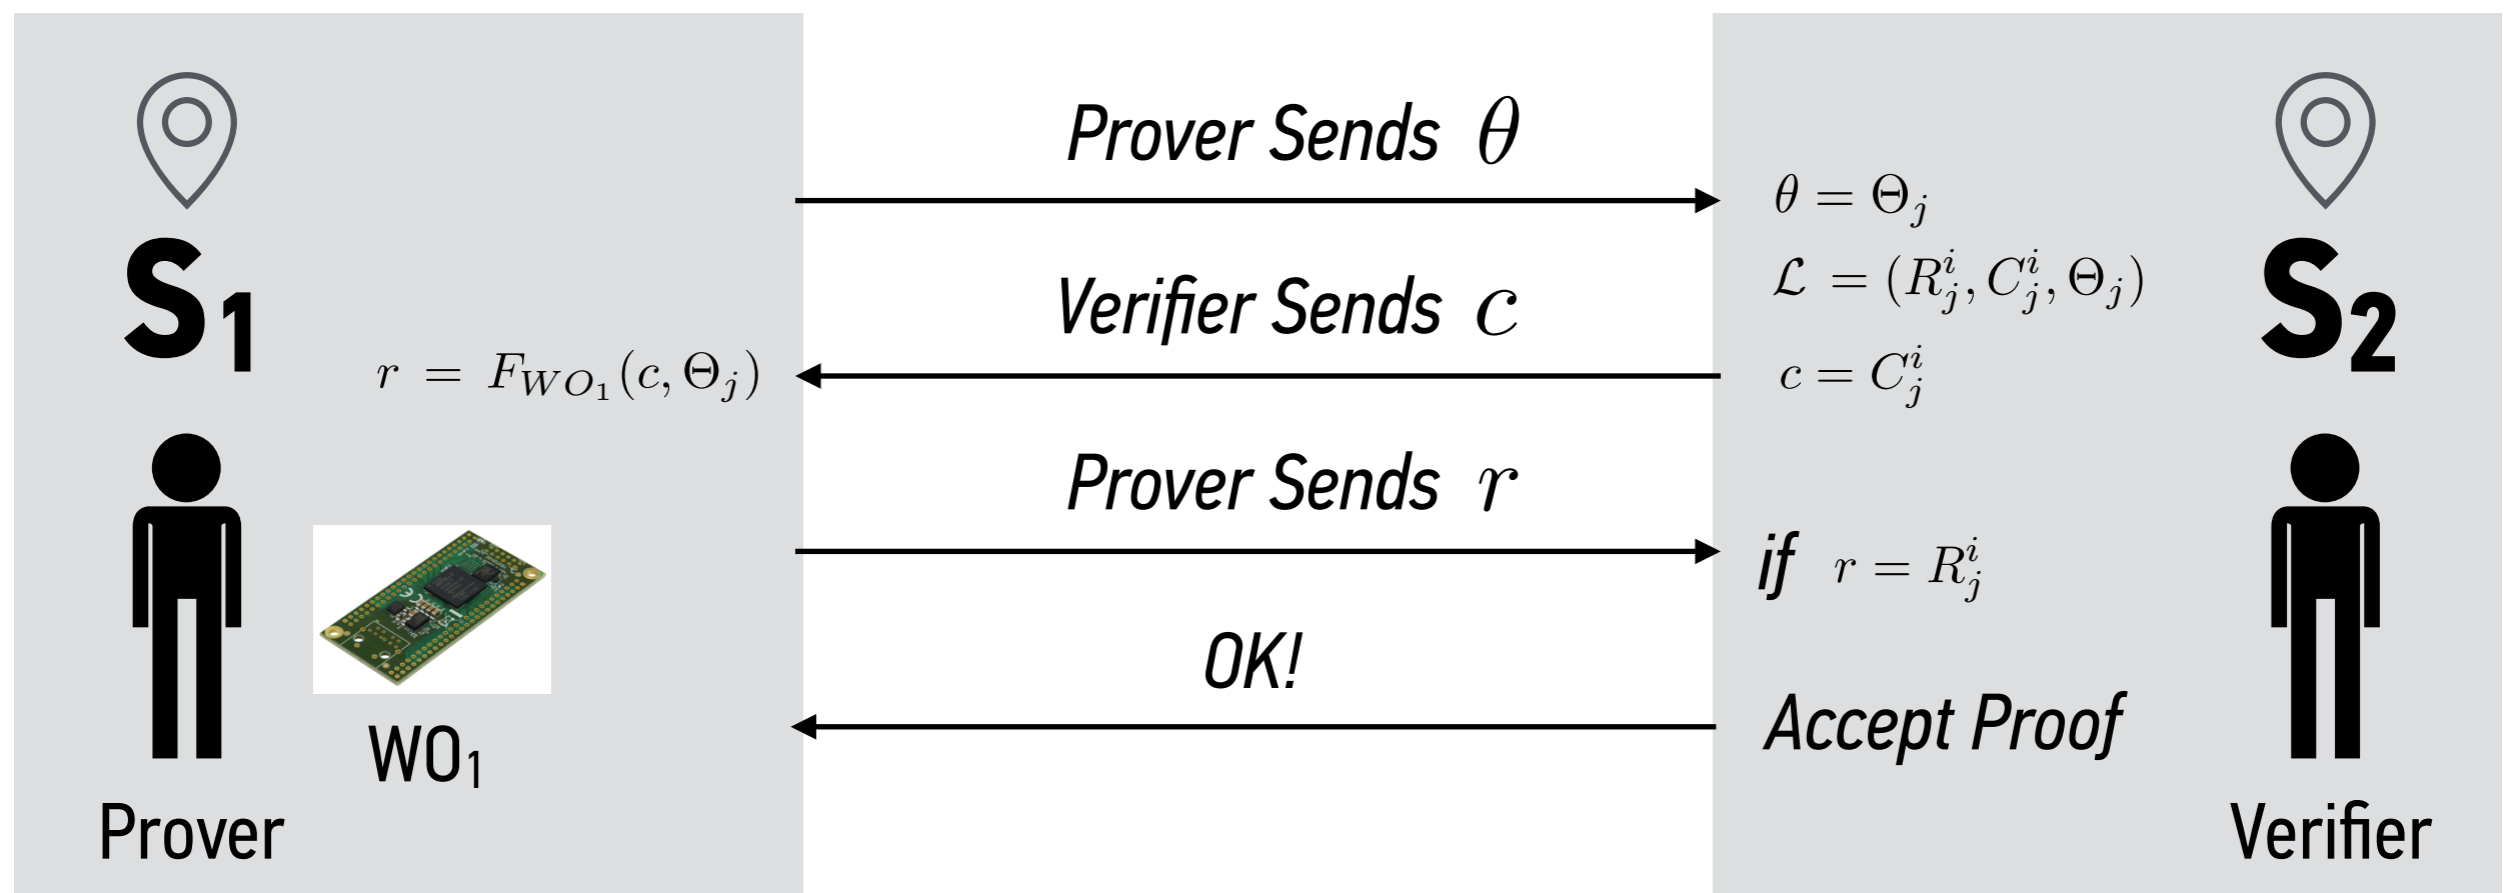 Prover Sends θ
θ = Θ_j
ℒ = (R_j^i, C_j^i, Θ_j)
S₁
Verifier Sends c
S₂
r = F_{WO_1}(c, Θ_j)
c = C_j^i
Prover Sends r
if r = R_j^i
OK!
Accept Proof
WO₁
Prover
Verifier